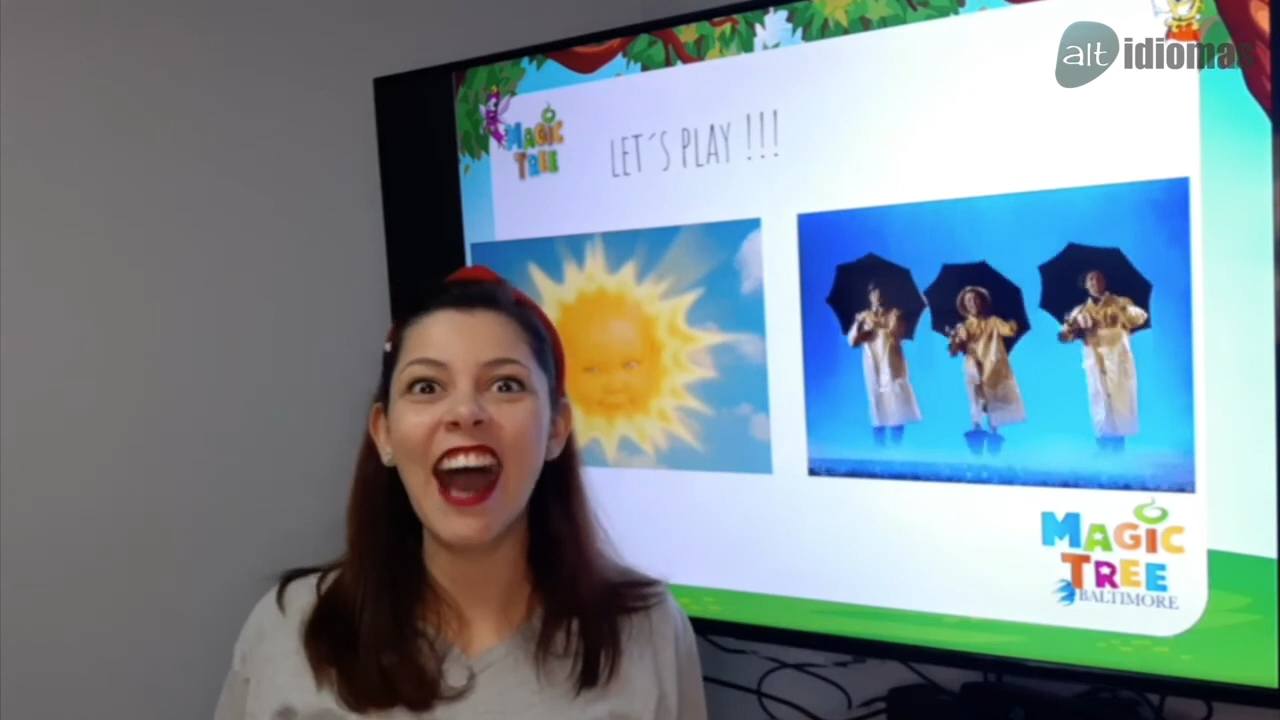 alt idiomas
MAGIC
TREE
LET´S PLAY !!!
MAGIC
TREE
BALTIMORE